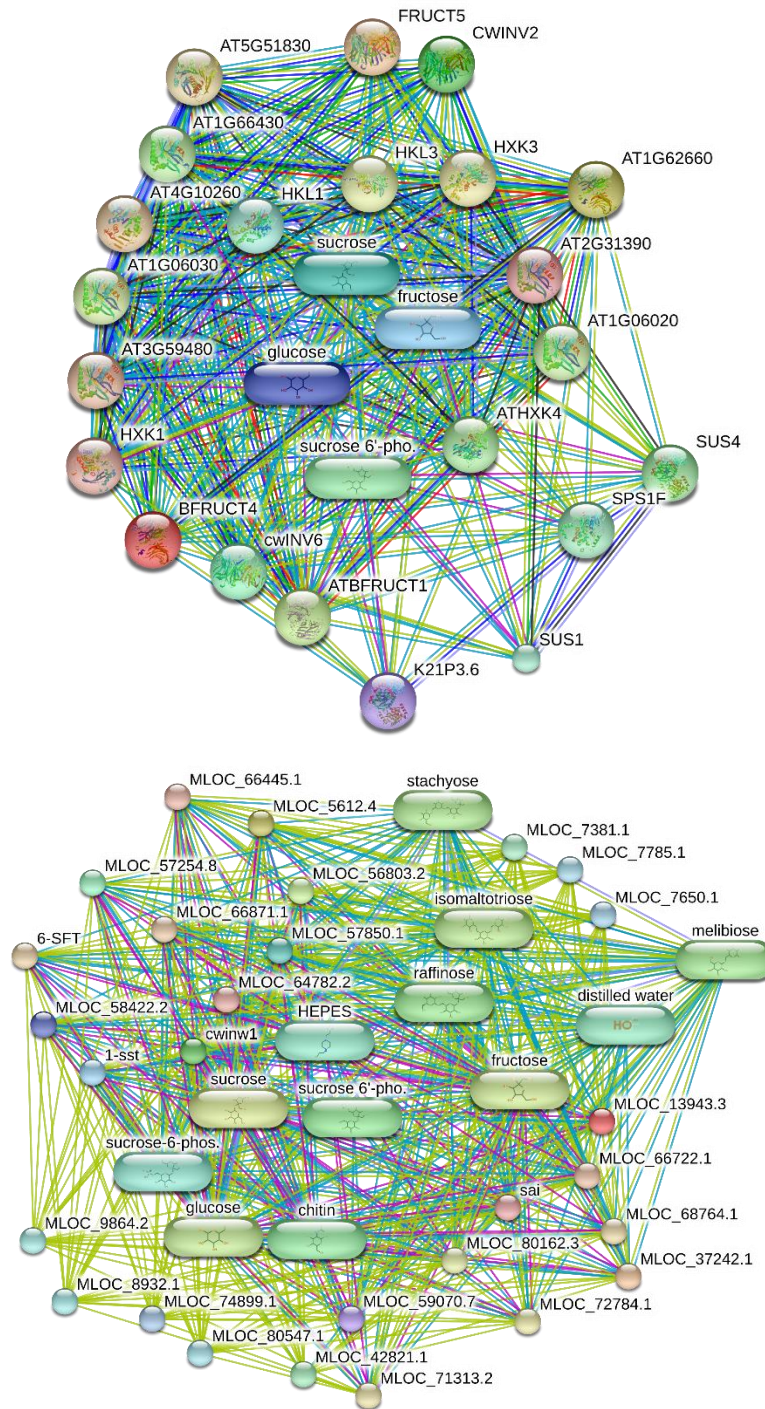 FRUCT5
CWINV2
AT5G51830
AT1G66430
HKL3
HXK3
AT1G62660
AT4G10260
HKL1
sucrose
AT2G31390
AT1G06030
fructose
AT1G06020
AT3G59480
glucose
HXK1
ATHXK4
sucrose 6'-pho.
SUS4
SPS1F
BFRUCT4
cwINV6
ATBFRUCT1
SUS1
K21P3.6
MLOC_66445.1
stachyose
MLOC_5612.4
MLOC_7381.1
MLOC_7785.1
MLOC_57254.8
MLOC_56803.2
isomaltotriose
MLOC_7650.1
MLOC_66871.1
melibiose
6-SFT
MLOC_57850.1
raffinose
MLOC_64782.2
distilled water
HO
MLOC_58422.2
HEPES
cwinw1
1-sst
fructose
sucrose
sucrose 6'-pho.
MLOC_13943.3
sucrose-6-phos.
MLOC_66722.1
sai
glucose
chitin
MLOC_68764.1
MLOC_9864.2
MLOC_80162.3
MLOC_37242.1
MLOC_8932.1
MLOC_74899.1
MLOC_59070.7
MLOC_72784.1
MLOC_80547.1
MLOC_42821.1
MLOC_71313.2